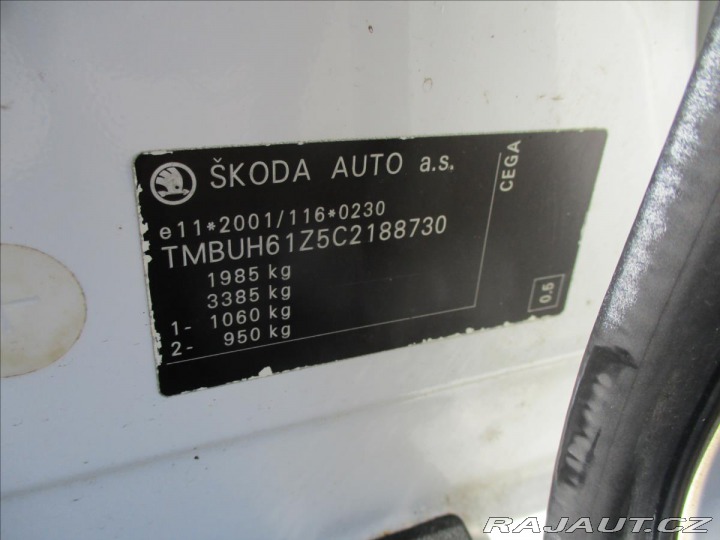 ŠKODA AUTO a.s.
CEGA
e11*2001/116*0230
TMBUH61Z5C2188730
1985 kg
3385 kg
1- 1060 kg
2- 950 kg
0.5
RAJAUT.CZ